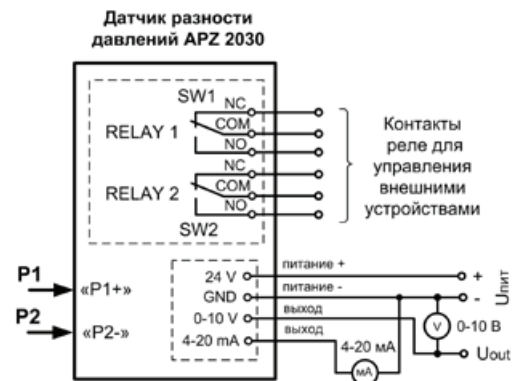 Датчик разности
давлений APZ 2030
SW1
NC
RELAY 1
COM
NO
NC
RELAY 2
COM
NO
SW2
Контакты
реле для
управления
внешними
устройствами
P1
«P1+»
P2
«P2-»
24 V
GND
0-10 V
4-20 mA
питание +
питание -
выход
выход
4-20 мА
мА
+
-
Uпит
V
0-10 В
Uout